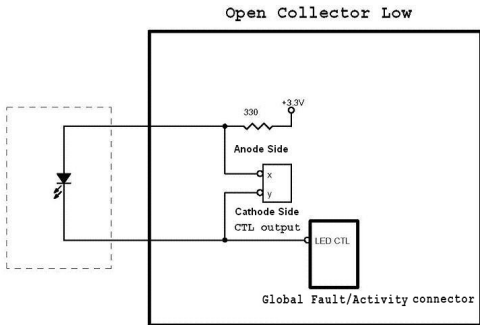 Open Collector Low
+3.3V
330
Anode Side
x
y
Cathode Side
CTL output
LED CTL
Global Fault/Activity connector